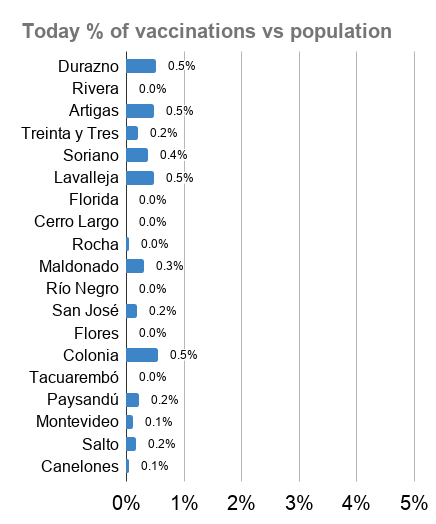 Today % of vaccinations vs population
Durazno 0.5%
Rivera 0.0%
Artigas 0.5%
Treinta y Tres 0.2%
Soriano 0.4%
Lavalleja 0.5%
Florida 0.0%
Cerro Largo 0.0%
Rocha 0.0%
Maldonado 0.3%
Río Negro 0.0%
San José 0.2%
Flores 0.0%
Colonia 0.5%
Tacuarembó 0.0%
Paysandú 0.2%
Montevideo 0.1%
Salto 0.2%
Canelones 0.1%
0% 1% 2% 3% 4% 5%